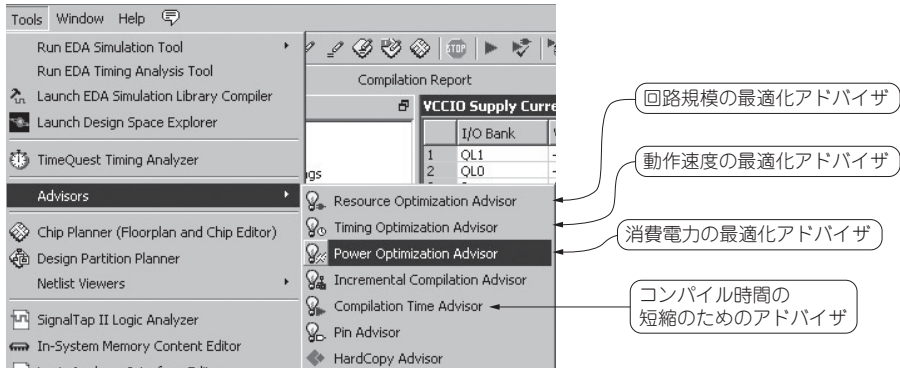 Tools Window Help
Run EDA Simulation Tool
Run EDA Timing Analysis Tool
Launch EDA Simulation Library Compiler
Launch Design Space Explorer
TimeQuest Timing Analyzer
Advisors
Chip Planner (Floorplan and Chip Editor)
Design Partition Planner
Netlist Viewers
SignalTap II Logic Analyzer
In-System Memory Content Editor
STOP
Compilation Report
VCCIO Supply Curre
I/O Bank
1 QL1
2 QL0
ngs
Resource Optimization Advisor
Timing Optimization Advisor
Power Optimization Advisor
Incremental Compilation Advisor
Compilation Time Advisor
Pin Advisor
HardCopy Advisor
回路規模の最適化アドバイザ
動作速度の最適化アドバイザ
消費電力の最適化アドバイザ
コンパイル時間の
短縮のためのアドバイザ